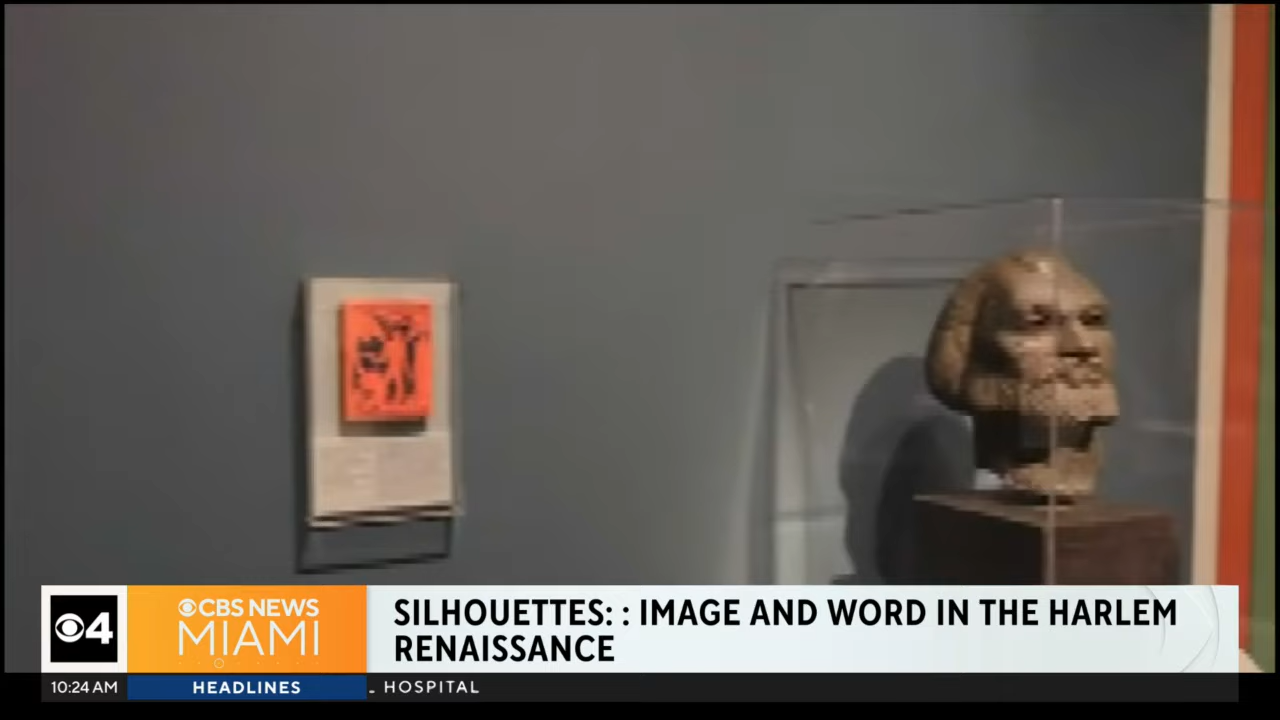 4
CBS NEWS
MIAMI
SILHOUETTES: : IMAGE AND WORD IN THE HARLEM
RENAISSANCE
10:24 AM
HEADLINES
HOSPITAL